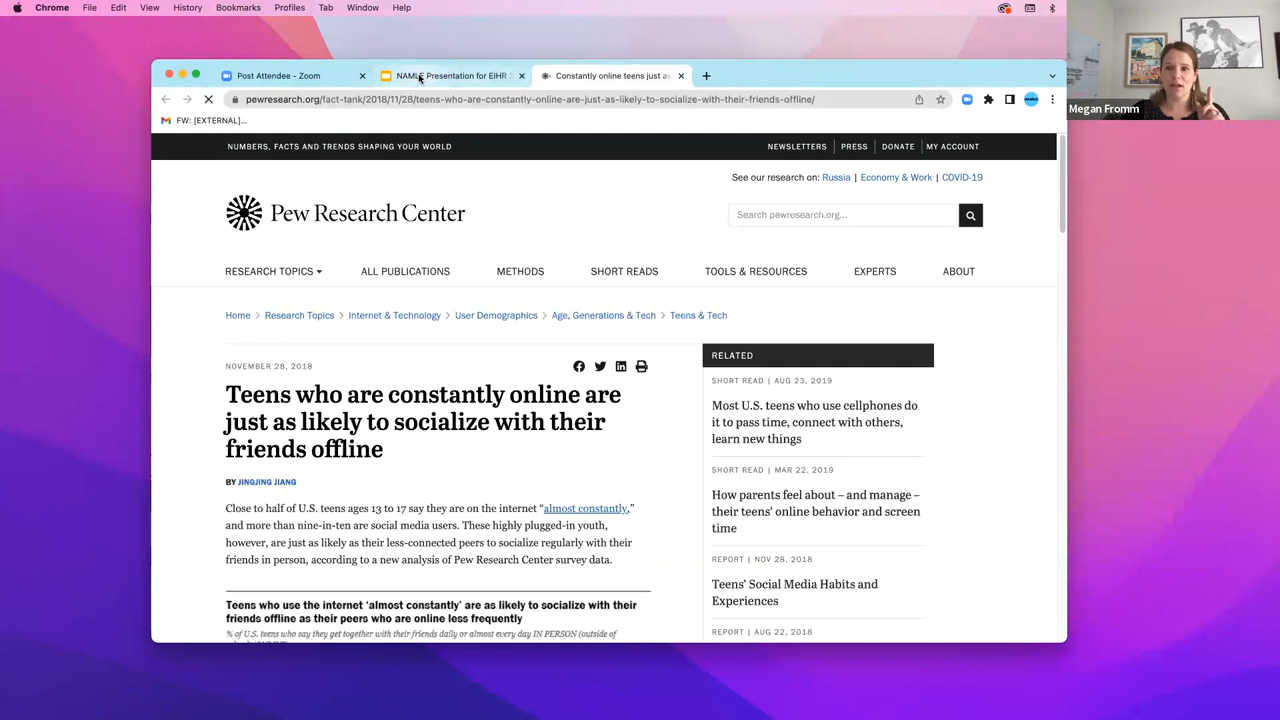 Chrome File Edit View History Bookmarks Profiles Tab Window Help
Megan Fromm
Post Attendee - Zoom
NAMLE Presentation for EIHR
Constantly online teens just as
pewresearch.org/fact-tank/2018/11/28/teens-who-are-constantly-online-are-just-as-likely-to-socialize-with-their-friends-offline/
FW: [EXTERNAL]...
NUMBERS, FACTS AND TRENDS SHAPING YOUR WORLD
NEWSLETTERS PRESS DONATE MY ACCOUNT
See our research on: Russia | Economy & Work | COVID-19
Pew Research Center
Search pewresearch.org...
RESEARCH TOPICS ALL PUBLICATIONS METHODS SHORT READS TOOLS & RESOURCES EXPERTS ABOUT
Home > Research Topics > Internet & Technology > User Demographics > Age, Generations & Tech > Teens & Tech
NOVEMBER 28, 2018
Teens who are constantly online are
just as likely to socialize with their
friends offline
BY JINGJING JIANG
Close to half of U.S. teens ages 13 to 17 say they are on the internet “almost constantly,”
and more than nine-in-ten are social media users. These highly plugged-in youth,
however, are just as likely as their less-connected peers to socialize regularly with their
friends in person, according to a new analysis of Pew Research Center survey data.
Teens who use the internet ‘almost constantly’ are as likely to socialize with their
friends offline as their peers who are online less frequently
% of U.S. teens who say they get together with their friends daily or almost every day IN PERSON (outside of
RELATED
SHORT READ | AUG 23, 2019
Most U.S. teens who use cellphones do
it to pass time, connect with others,
learn new things
SHORT READ | MAR 22, 2019
How parents feel about – and manage –
their teens’ online behavior and screen
time
REPORT | NOV 28, 2018
Teens’ Social Media Habits and
Experiences
REPORT | AUG 22, 2018